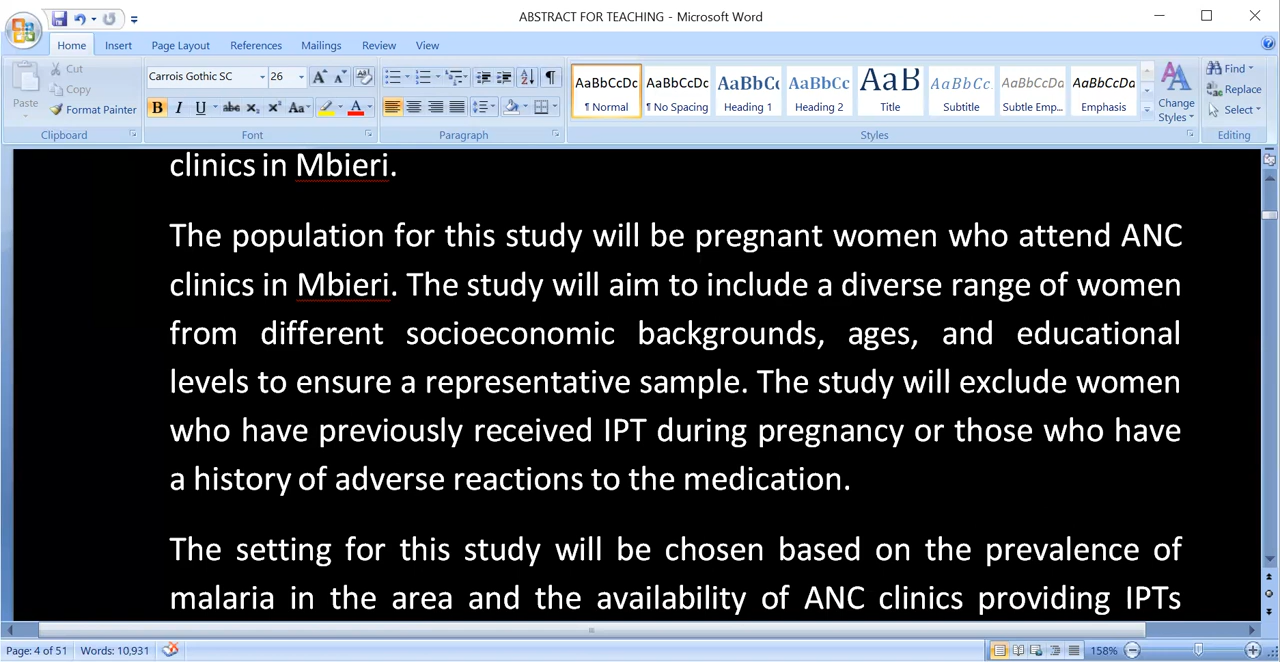 ABSTRACT FOR TEACHING - Microsoft Word
Home Insert Page Layout References Mailings Review View
Paste
Cut
Copy
Format Painter
Clipboard
Carrois Gothic SC 26
B I U abc x₂ x² Aa
Font
Paragraph
AaBbCcDc AaBbCcDc AaBbCc AaBbCc AaB AaBbCc. AaBbCcDa AaBbCcDa
¶ Normal ¶ No Spacing Heading 1 Heading 2 Title Subtitle Subtle Emp... Emphasis
Change
Styles
Styles
Find
Replace
Select
Editing
clinics in Mbieri.
The population for this study will be pregnant women who attend ANC
clinics in Mbieri. The study will aim to include a diverse range of women
from different socioeconomic backgrounds, ages, and educational
levels to ensure a representative sample. The study will exclude women
who have previously received IPT during pregnancy or those who have
a history of adverse reactions to the medication.
The setting for this study will be chosen based on the prevalence of
malaria in the area and the availability of ANC clinics providing IPTs
Page: 4 of 51 Words: 10,931 158%